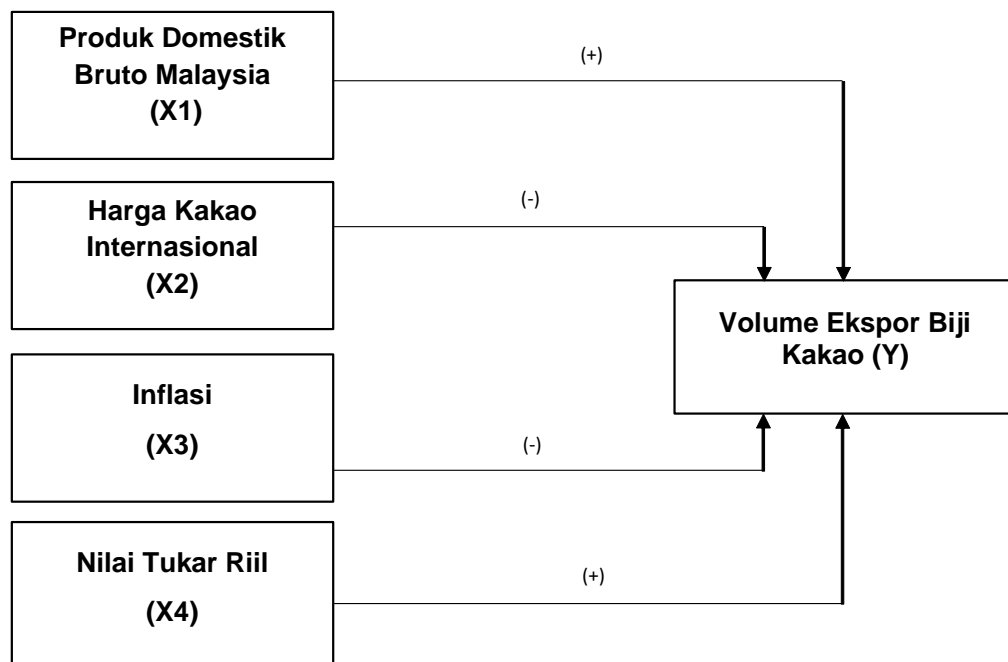 Produk Domestik
Bruto Malaysia
(X1)
(+)
Harga Kakao
Internasional
(X2)
(-)
Volume Ekspor Biji
Kakao (Y)
Inflasi
(X3)
(-)
Nilai Tukar Riil
(X4)
(+)